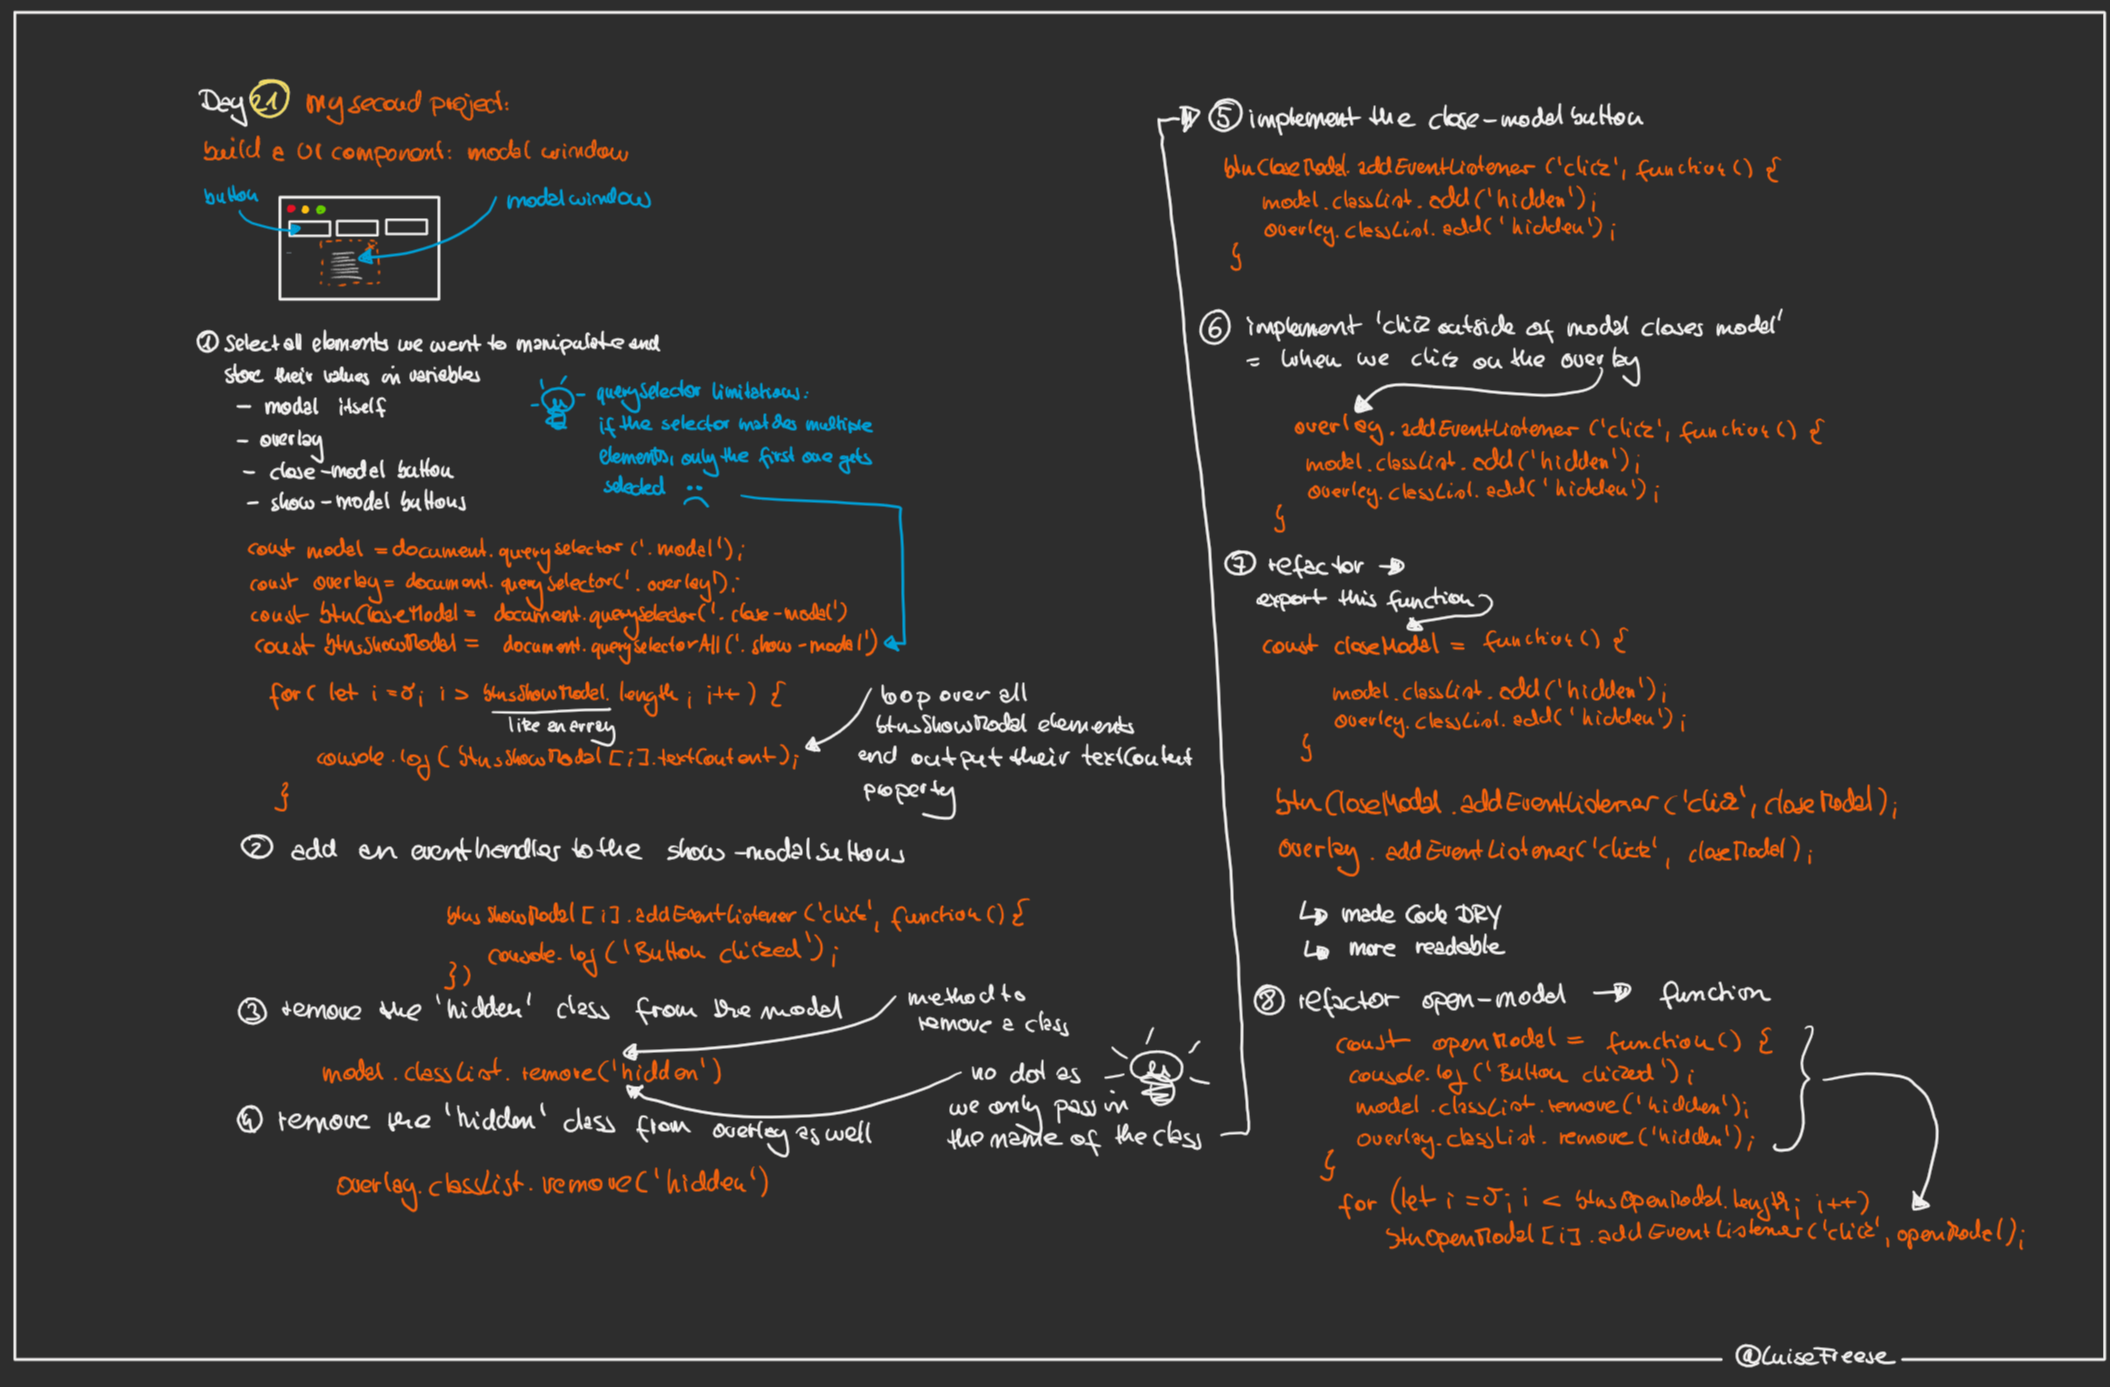 Day 21 my second project:
build a UI component: modal window
button
modal window
① Select all elements we want to manipulate and
store their values in variables
- modal itself
- overlay
- close-modal button
- show-modal buttons
- querySelector limitations:
if the selector matches multiple
elements, only the first one gets
selected :(
const modal = document.querySelector('.modal');
const overlay = document.querySelector('.overlay');
const btnCloseModal = document.querySelector('.close-modal')
const btnsShowModal = document.querySelectorAll('.show-modal')
for( let i = 0; i > btnsShowModal.length; i++ ) {
like an array
console.log( btnsShowModal[i].textContent);
}
loop over all
btnsShowModal elements
and output their textContent
property
② add an eventhandler to the show-modal buttons
btnsShowModal[i].addEventListener('click', function() {
console.log('Button clicked');
})
③ remove the 'hidden' class from the modal
method to
remove a class
modal.classList.remove('hidden')
no dot as
we only pass in
the name of the class
④ remove the 'hidden' class from overlay as well
overlay.classList.remove('hidden')
⑤ implement the close-modal button
btnCloseModal.addEventListener('click', function() {
modal.classList.add('hidden');
overlay.classList.add('hidden');
}
⑥ implement 'click outside of modal closes modal'
= when we click on the overlay
overlay.addEventListener('click', function() {
modal.classList.add('hidden');
overlay.classList.add('hidden');
}
⑦ refactor →
export this function
const closeModal = function() {
modal.classList.add('hidden');
overlay.classList.add('hidden');
}
btnCloseModal.addEventListener('click', closeModal);
overlay.addEventListener('click', closeModal);
↳ made Code DRY
↳ more readable
⑧ refactor open-modal → function
const openModal = function() {
console.log('Button clicked');
modal.classList.remove('hidden');
overlay.classList.remove('hidden');
}
for (let i = 0; i < btnsOpenModal.length; i++)
btnOpenModal[i].addEventListener('click', openModal);
@LuiseFreese